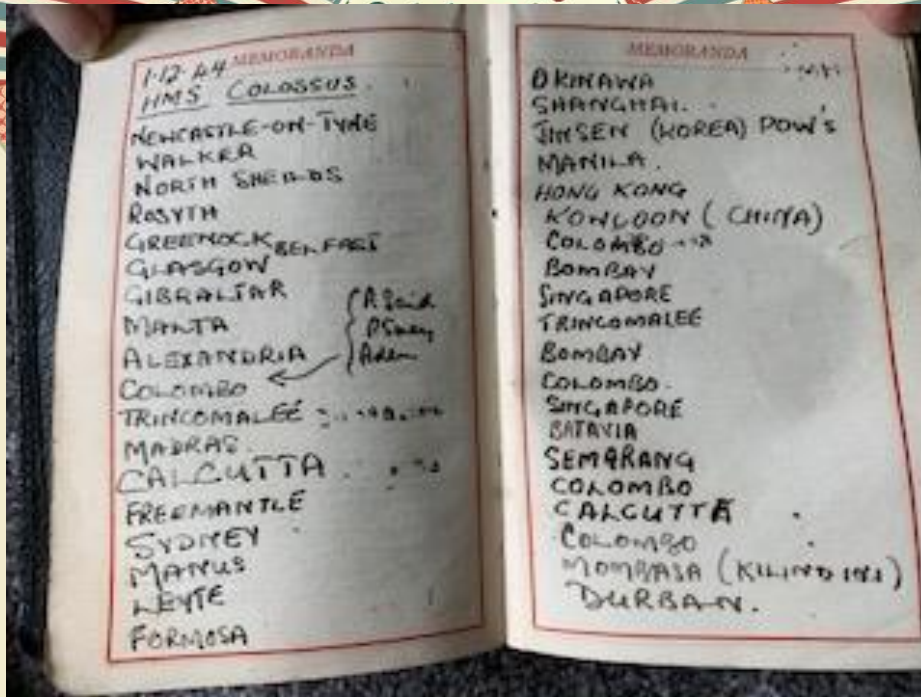 MEMORANDA
1-12-44
HMS COLOSSUS.
NEWCASTLE-ON-TYNE
WALKER
NORTH SHEILDS
ROSYTH
GREENOCK BELFAST
GLASGOW
GIBRALTAR
MALTA
ALEXANDRIA
P. Said
Aden
COLOMBO
TRINCOMALEE
MADRAS.
CALCUTTA
FREEMANTLE
SYDNEY
MANUS
LEYTE
FORMOSA
MEMORANDA
OKINAWA
SHANGHAI.
JINSEN (KOREA) POW'S
MANILA.
HONG KONG
KOWLOON (CHINA)
COLOMBO
BOMBAY
SINGAPORE
TRINCOMALEE
BOMBAY
COLOMBO.
SINGAPORE
BATAVIA
SEMARANG
COLOMBO
CALCUTTA
COLOMBO
MOMBASA (KILINDINI)
DURBAN.